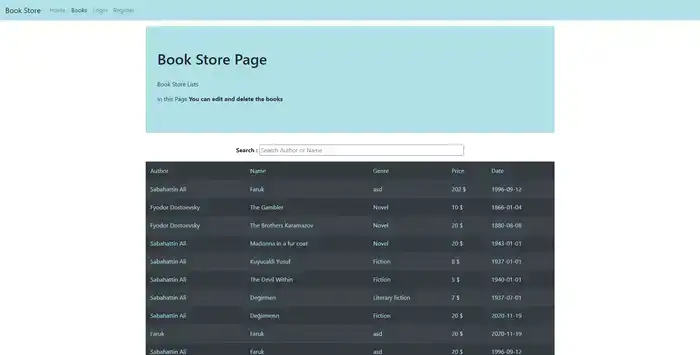 Book Store Home Books Login Register
Book Store Page
Book Store Lists
In this Page You can edit and delete the books
Search : Search Author or Name
Author Name Genre Price Date
Sabahattin Ali Faruk asd 202 $ 1996-09-12
Fyodor Dostoevsky The Gambler Novel 10 $ 1866-01-04
Fyodor Dostoevsky The Brothers Karamazov Novel 20 $ 1880-06-08
Sabahattin Ali Madonna in a fur coat Novel 20 $ 1943-01-01
Sabahattin Ali Kuyucaldi Yusuf Fiction 8 $ 1937-01-01
Sabahattin Ali The Devil Within Fiction 5 $ 1940-01-01
Sabahattin Ali Degirmen Literary Fiction 7 $ 1937-07-01
Sabahattin Ali Değirmenın Fiction 20 $ 2020-11-19
Faruk Faruk asd 20 $ 2020-11-19
Sabahattin Ali Faruk asd 20 $ 1996-09-12